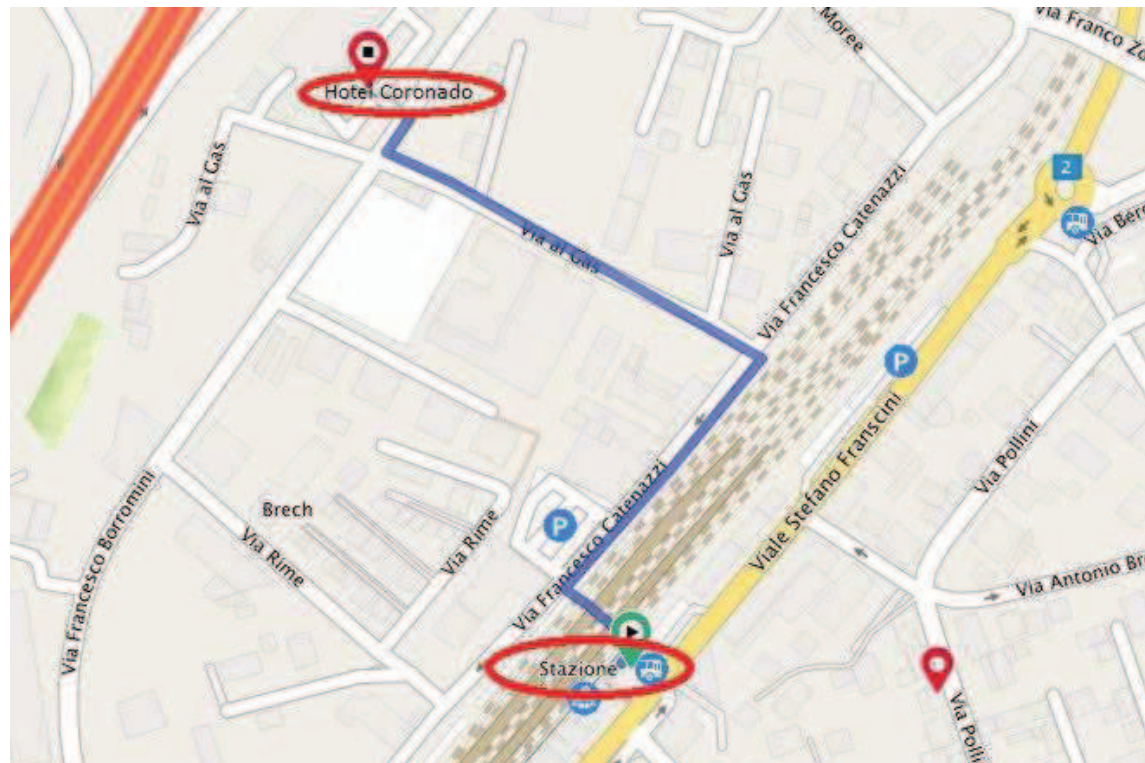 Via Franco Zo
Moree
Hotel Coronado
2
Via al Gas
Via al Gas
Via al Gas
Via Francesco Catenazzi
Via Ber
P
Via Pollini
Viale Stefano Franscini
Via Francesco Catenazzi
Brech
P
Via Rime
Via Rime
Via Francesco Borromini
Via Antonio Br
Stazione
Via Polli